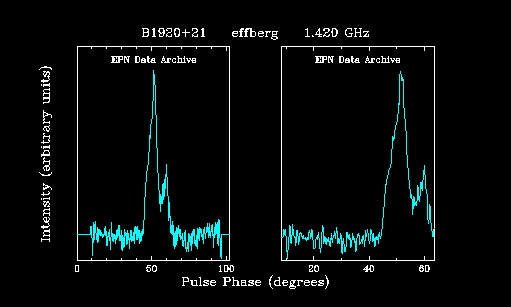 B1920+21 effberg 1.420 GHz
EPN Data Archive EPN Data Archive
Intensity (arbitrary units)
0 50 100 20 40 60
Pulse Phase (degrees)